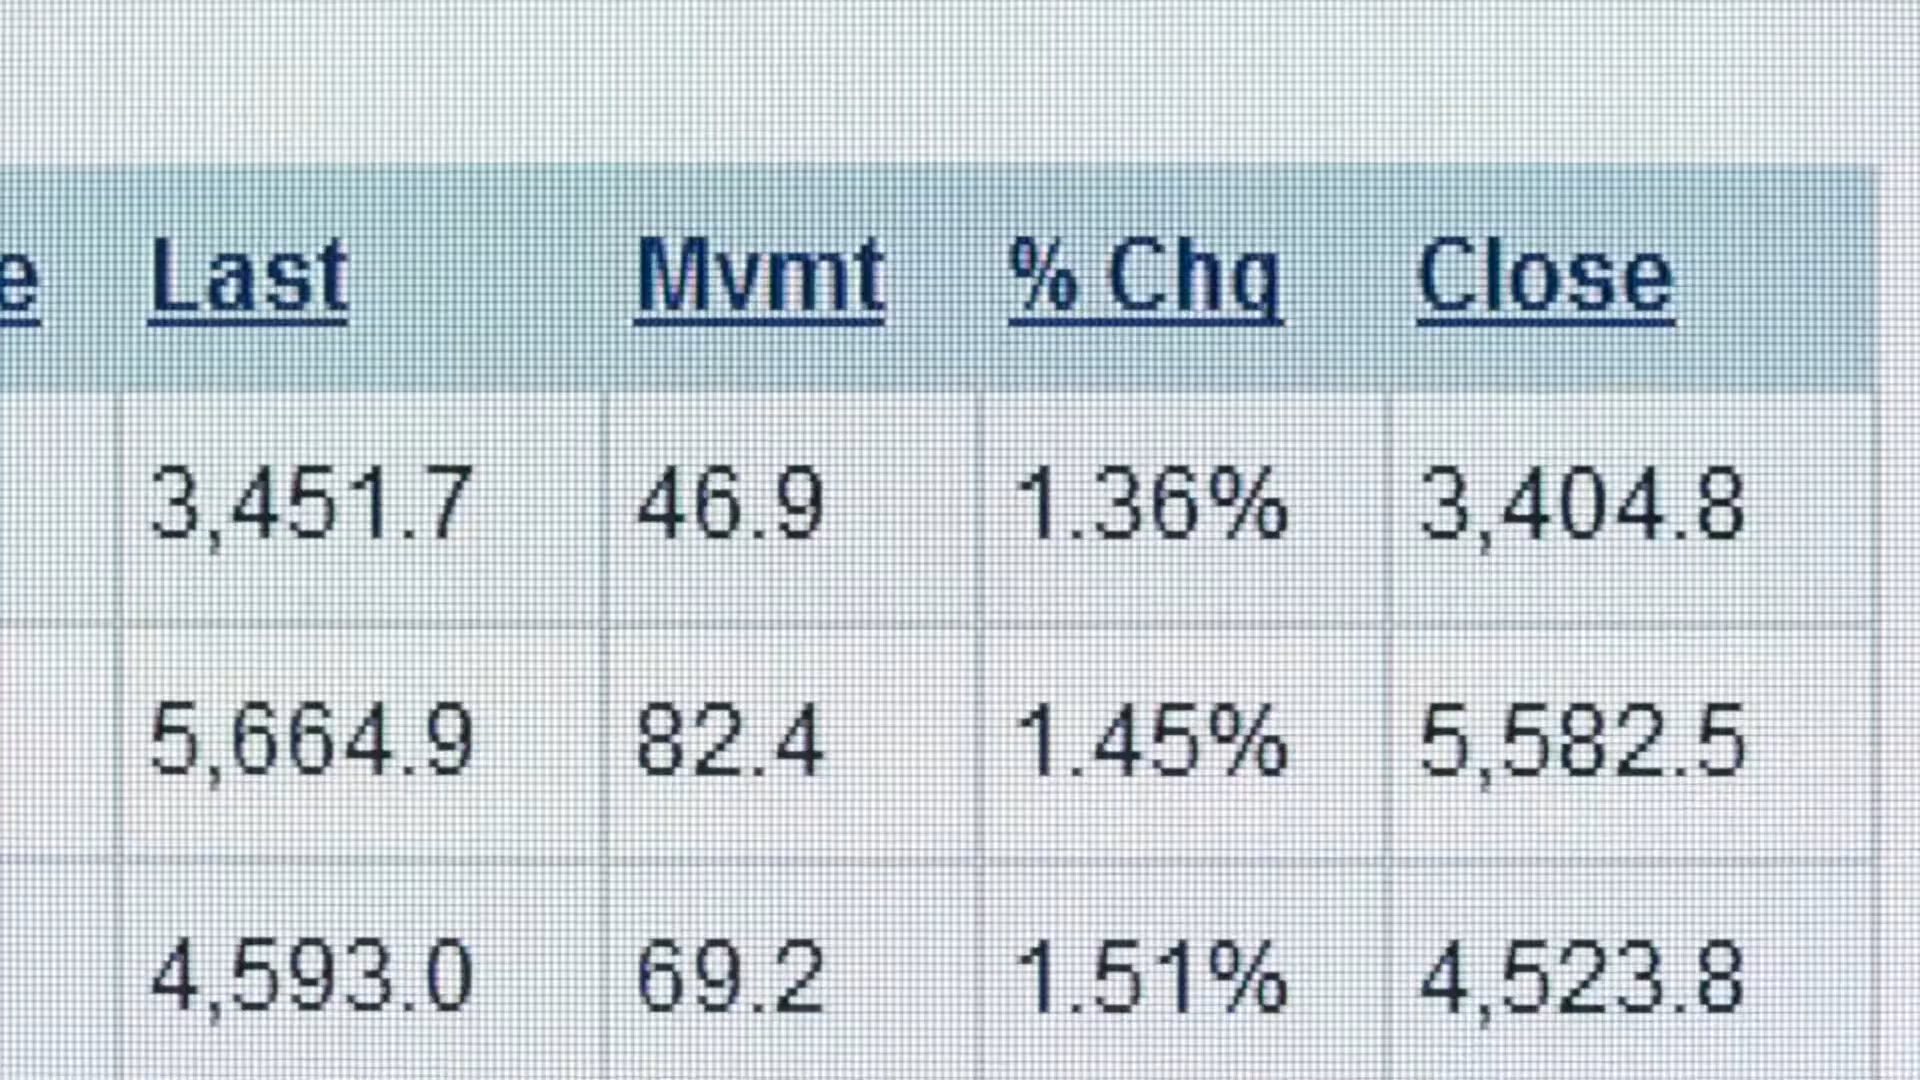 e Last Mvmt % Chg Close
3,451.7 46.9 1.36% 3,404.8
5,664.9 82.4 1.45% 5,582.5
4,593.0 69.2 1.51% 4,523.8